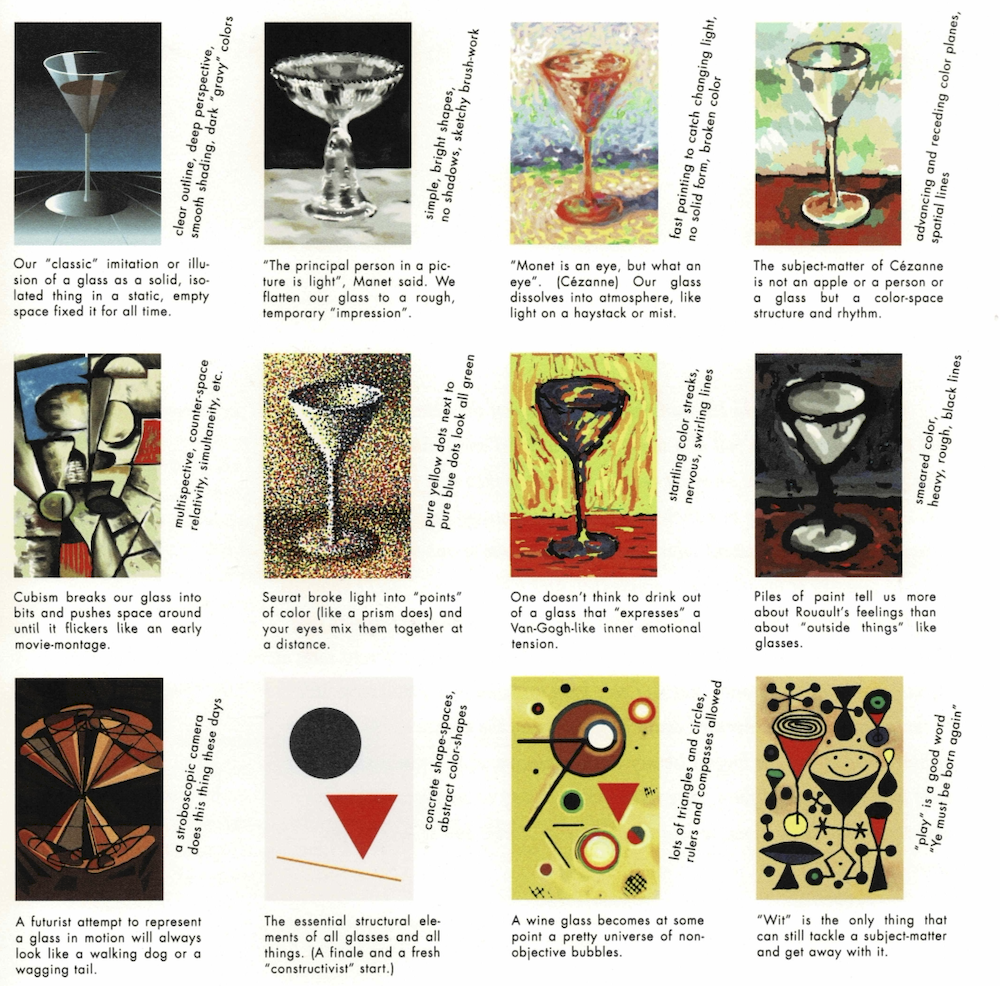 clear outline, deep perspective,
smooth shading, dark "gravy" colors
Our "classic" imitation or illu-
sion of a glass as a solid, iso-
lated thing in a static, empty
space fixed it for all time.
simple, bright shapes,
no shadows, sketchy brush-work
"The principal person in a pic-
ture is light", Manet said. We
flatten our glass to a rough,
temporary "impression".
fast painting to catch changing light,
no solid form, broken color
"Monet is an eye, but what an
eye". (Cézanne) Our glass
dissolves into atmosphere, like
light on a haystack or mist.
advancing and receding color planes,
spatial lines
The subject-matter of Cézanne
is not an apple or a person or
a glass but a color-space
structure and rhythm.
multispective, counter-space
relativity, simultaneity, etc.
Cubism breaks our glass into
bits and pushes space around
until it flickers like an early
movie-montage.
pure yellow dots next to
pure blue dots look all green
Seurat broke light into "points"
of color (like a prism does) and
your eyes mix them together at
a distance.
startling color streaks,
nervous, swirling lines
One doesn't think to drink out
of a glass that "expresses" a
Van-Gogh-like inner emotional
tension.
smeared color,
heavy, rough, black lines
Piles of paint tell us more
about Rouault's feelings than
about "outside things" like
glasses.
a stroboscopic camera
does this thing these days
A futurist attempt to represent
a glass in motion will always
look like a walking dog or a
wagging tail.
concrete shape-spaces,
abstract color-shapes
The essential structural ele-
ments of all glasses and all
things. (A finale and a fresh
"constructivist" start.)
lots of triangles and circles,
rulers and compasses allowed
A wine glass becomes at some
point a pretty universe of non-
objective bubbles.
"play" is a good word
"Ye must be born again"
"Wit" is the only thing that
can still tackle a subject-matter
and get away with it.